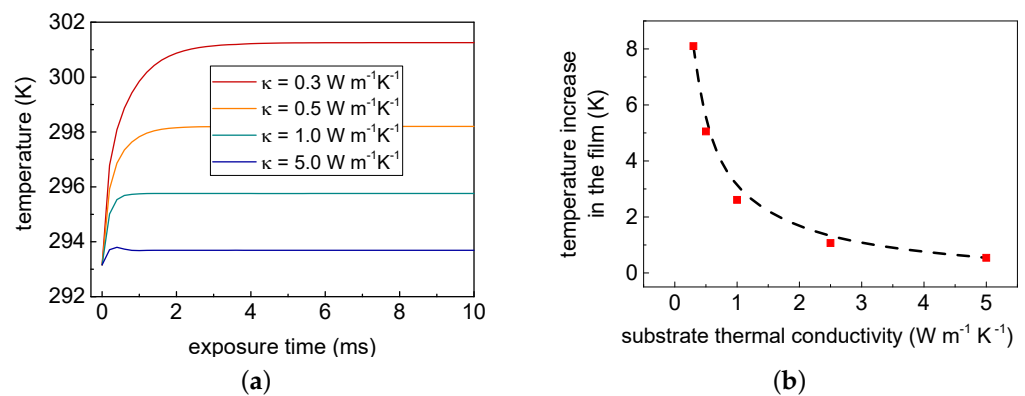 302
300
298
296
294
292
temperature (K)
κ = 0.3 W m⁻¹K⁻¹
κ = 0.5 W m⁻¹K⁻¹
κ = 1.0 W m⁻¹K⁻¹
κ = 5.0 W m⁻¹K⁻¹
0 2 4 6 8 10
exposure time (ms)
(a)
8
6
4
2
0
temperature increase
in the film (K)
0 1 2 3 4 5
substrate thermal conductivity (W m⁻¹ K⁻¹)
(b)